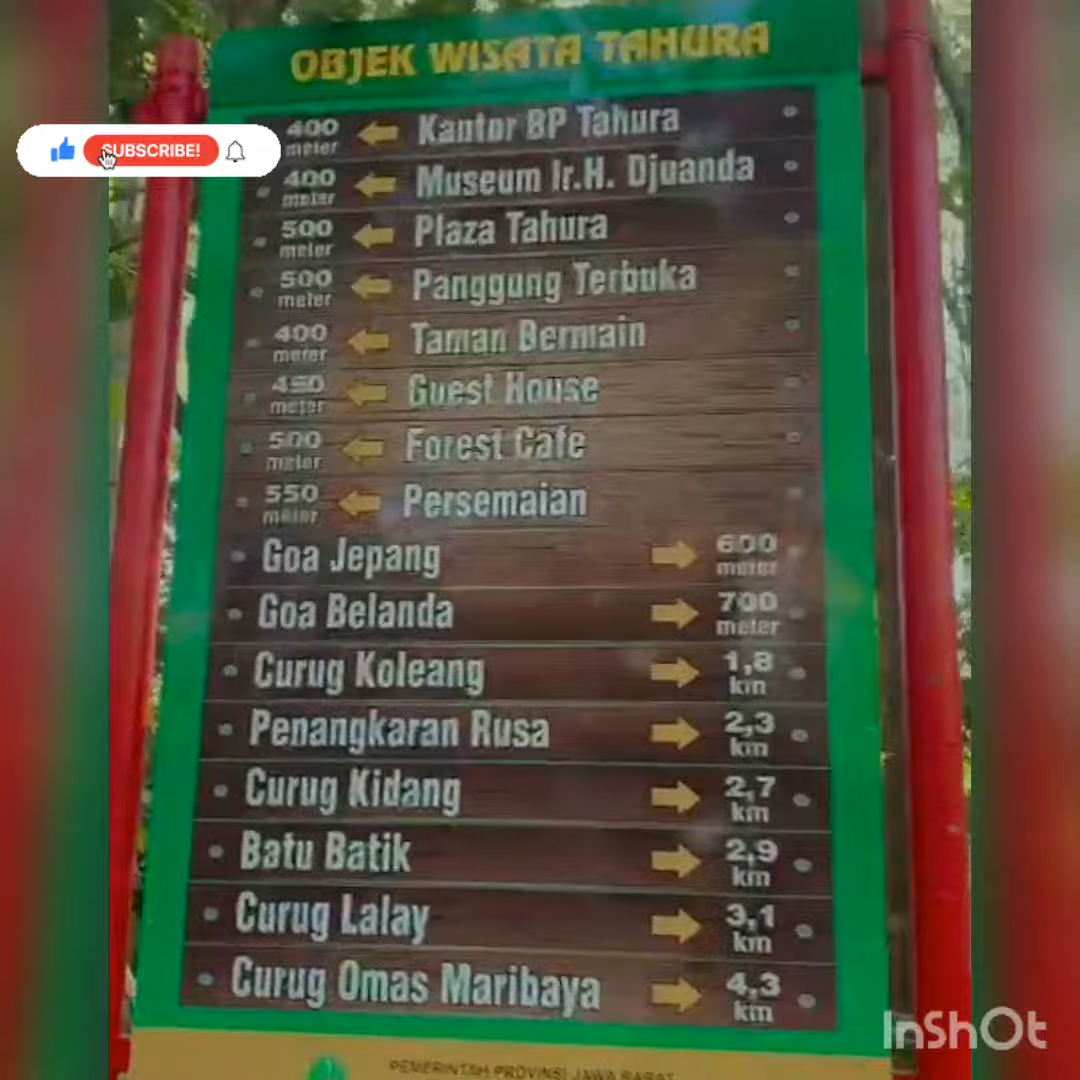 OBJEK WISATA TAHURA
400 meter Kantor BP Tahura
400 meter Museum Ir.H. Djuanda
500 meter Plaza Tahura
500 meter Panggung Terbuka
400 meter Taman Bermain
450 meter Guest House
500 meter Forest Cafe
550 meter Persemaian
Goa Jepang 600 meter
Goa Belanda 700 meter
Curug Koleang 1,8 km
Penangkaran Rusa 2,3 km
Curug Kidang 2,7 km
Batu Batik 2,9 km
Curug Lalay 3,1 km
Curug Omas Maribaya 4,3 km
PEMERINTAH PROVINSI JAWA BARAT
SUBSCRIBE!
InShOt